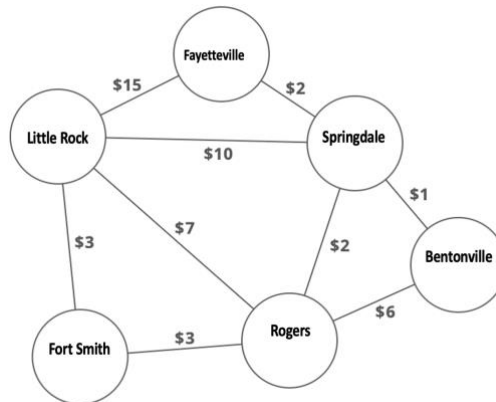 Fayetteville
$15
$2
Little Rock
Springdale
$10
$1
$7
$3
$2
Bentonville
$6
Rogers
$3
Fort Smith